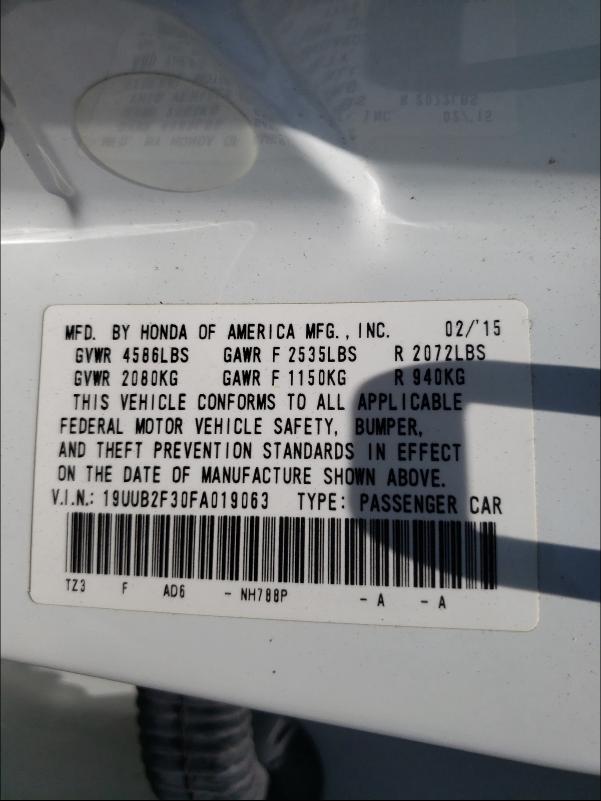 MFD. BY HONDA OF AMERICA MFG., INC. 02/'15
GVWR 4586LBS GAWR F 2535LBS R 2072LBS
GVWR 2080KG GAWR F 1150KG R 940KG
THIS VEHICLE CONFORMS TO ALL APPLICABLE
FEDERAL MOTOR VEHICLE SAFETY, BUMPER,
AND THEFT PREVENTION STANDARDS IN EFFECT
ON THE DATE OF MANUFACTURE SHOWN ABOVE.
V.I.N.: 19UUB2F30FA019063 TYPE: PASSENGER CAR
TZ3 F AD6 - NH788P - A - A